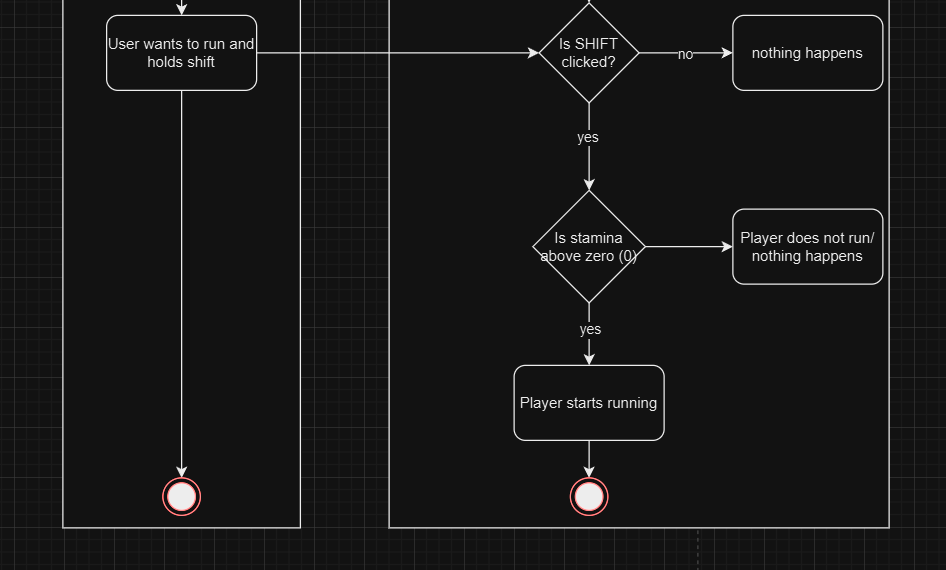 User wants to run and
holds shift
Is SHIFT
clicked?
no
nothing happens
yes
Is stamina
above zero (0)
Player does not run/
nothing happens
yes
Player starts running